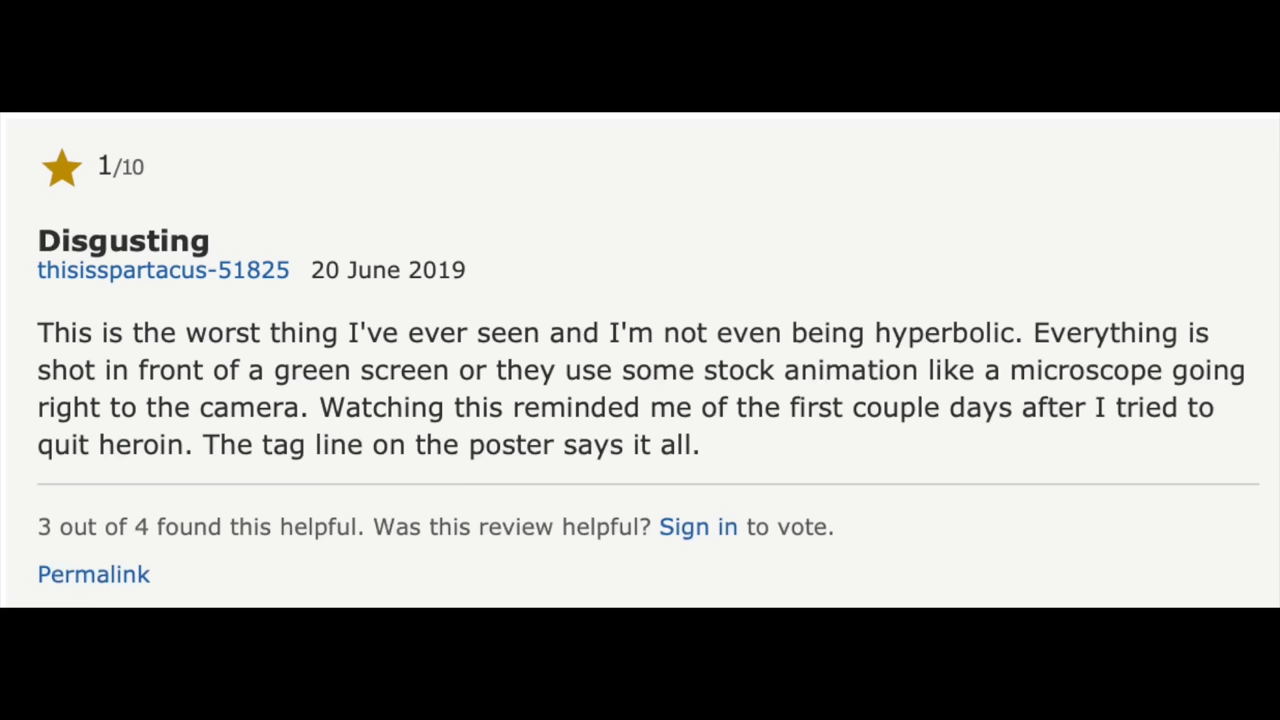 1/10
Disgusting
thisisspartacus-51825 20 June 2019
This is the worst thing I've ever seen and I'm not even being hyperbolic. Everything is
shot in front of a green screen or they use some stock animation like a microscope going
right to the camera. Watching this reminded me of the first couple days after I tried to
quit heroin. The tag line on the poster says it all.
3 out of 4 found this helpful. Was this review helpful? Sign in to vote.
Permalink